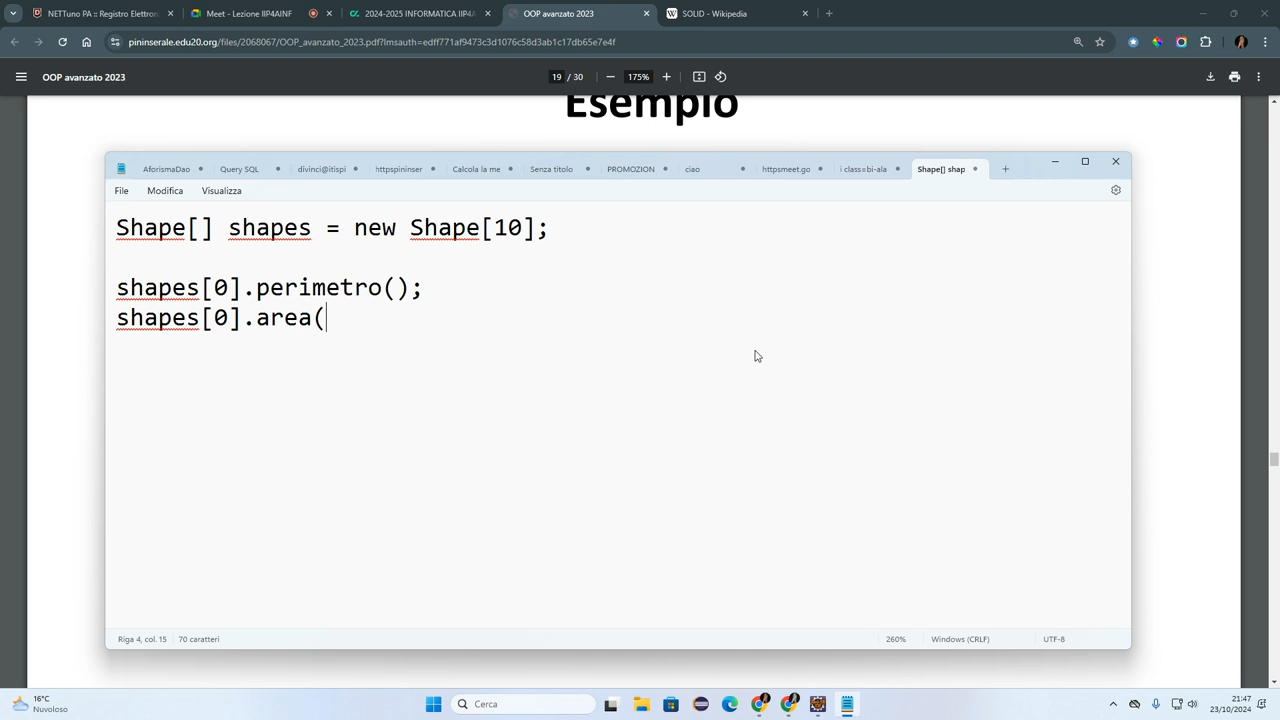 NETTuno PA :: Registro Elettron
Meet - Lezione IIP4AINF
2024-2025 INFORMATICA IIP4A
OOP avanzato 2023
SOLID - Wikipedia
pininserale.edu20.org/files/2068067/OOP_avanzato_2023.pdf?lmsauth=edff771af9473c3d1076c58d3ab1c17db65e7e4f
OOP avanzato 2023
19 / 30
175%
Esempio
AforismaDao
Query SQL
divinci@itispi
httpspininser
Calcola la me
Senza titolo
PROMOZION
ciao
httpsmeet.go
i class=bi-ala
Shape[] shap
File
Modifica
Visualizza
Shape[] shapes = new Shape[10];
shapes[0].perimetro();
shapes[0].area(
Riga 4, col. 15
70 caratteri
260%
Windows (CRLF)
UTF-8
16°C
Nuvoloso
Cerca
21:47
23/10/2024